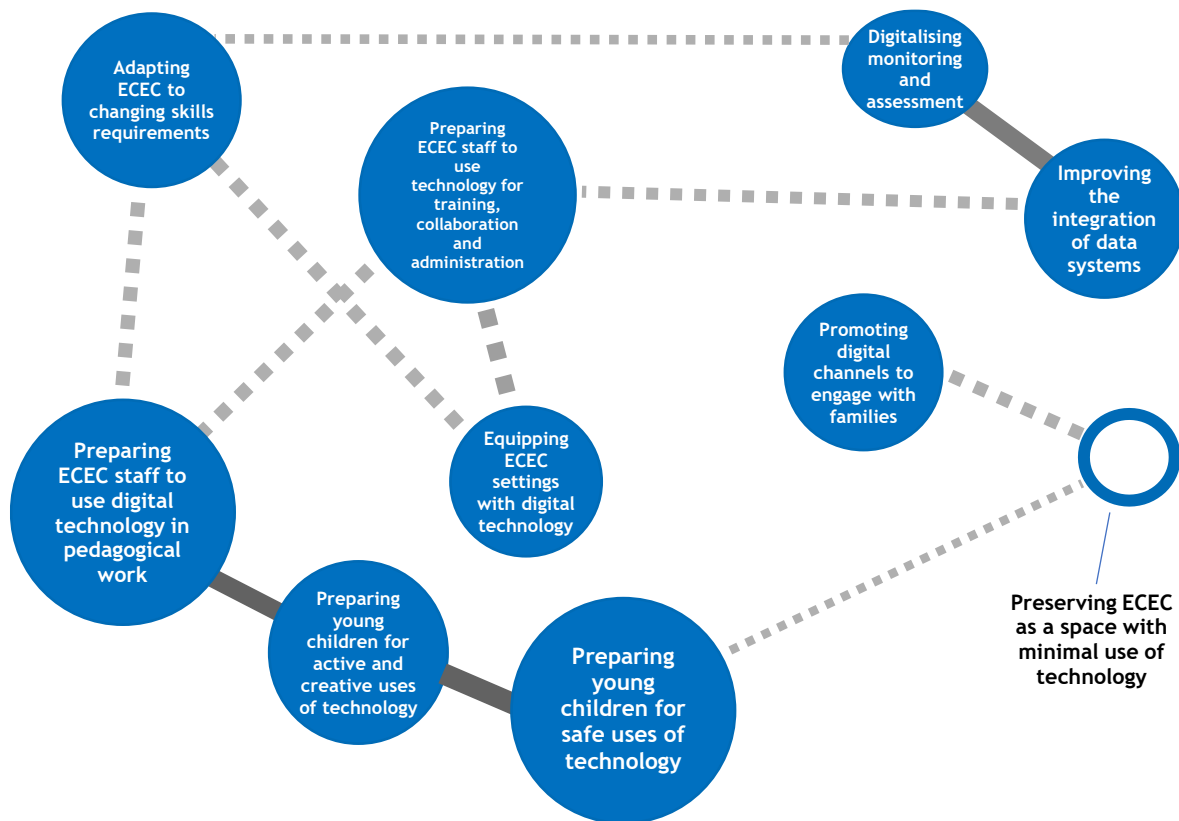 Adapting
ECEC to
changing skills
requirements
Digitalising
monitoring
and
assessment
Preparing
ECEC staff to
use
technology for
training,
collaboration
and
administration
Improving
the
integration
of data
systems
Promoting
digital
channels to
engage with
families
Preparing
ECEC staff to
use digital
technology in
pedagogical
work
Equipping
ECEC
settings
with digital
technology
Preparing
young
children for
active and
creative uses
of technology
Preparing
young
children for
safe uses of
technology
Preserving ECEC
as a space with
minimal use of
technology